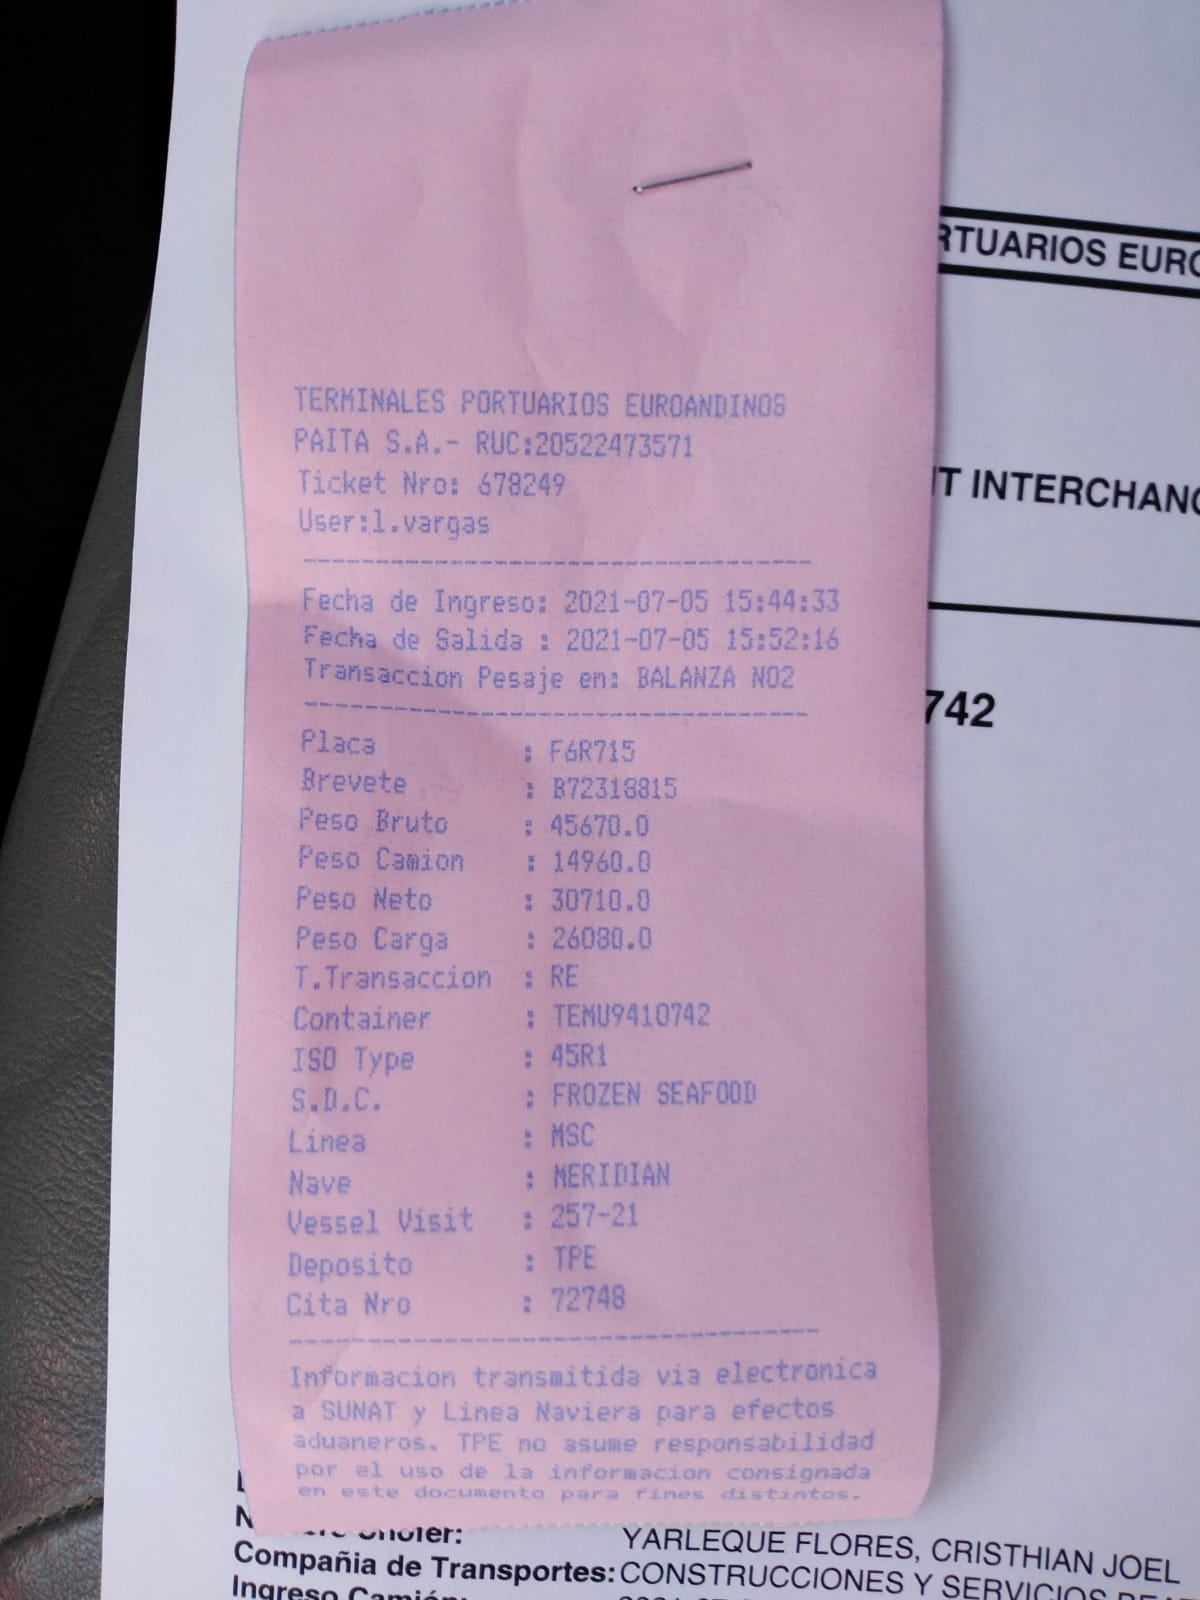 RTUARIOS EURO
TERMINALES PORTUARIOS EUROANDINOS
PAITA S.A.- RUC:20522473571
Ticket Nro: 678249
User:l.vargas
IT INTERCHANG
Fecha de Ingreso: 2021-07-05 15:44:33
Fecha de Salida : 2021-07-05 15:52:16
Transaccion Pesaje en: BALANZA N02
742
Placa : F6R715
Brevete : B72318815
Peso Bruto : 45670.0
Peso Camion : 14960.0
Peso Neto : 30710.0
Peso Carga : 26080.0
T.Transaccion : RE
Container : TEMU9410742
ISO Type : 45R1
S.D.C. : FROZEN SEAFOOD
Linea : MSC
Nave : MERIDIAN
Vessel Visit : 257-21
Deposito : TPE
Cita Nro : 72748
Informacion transmitida via electronica
a SUNAT y Linea Naviera para efectos
aduaneros. TPE no asume responsabilidad
por el uso de la informacion consignada
en este documento para fines distintos.
Chofer: YARLEQUE FLORES, CRISTHIAN JOEL
Compañia de Transportes: CONSTRUCCIONES Y SERVICIOS
Ingreso Camión: